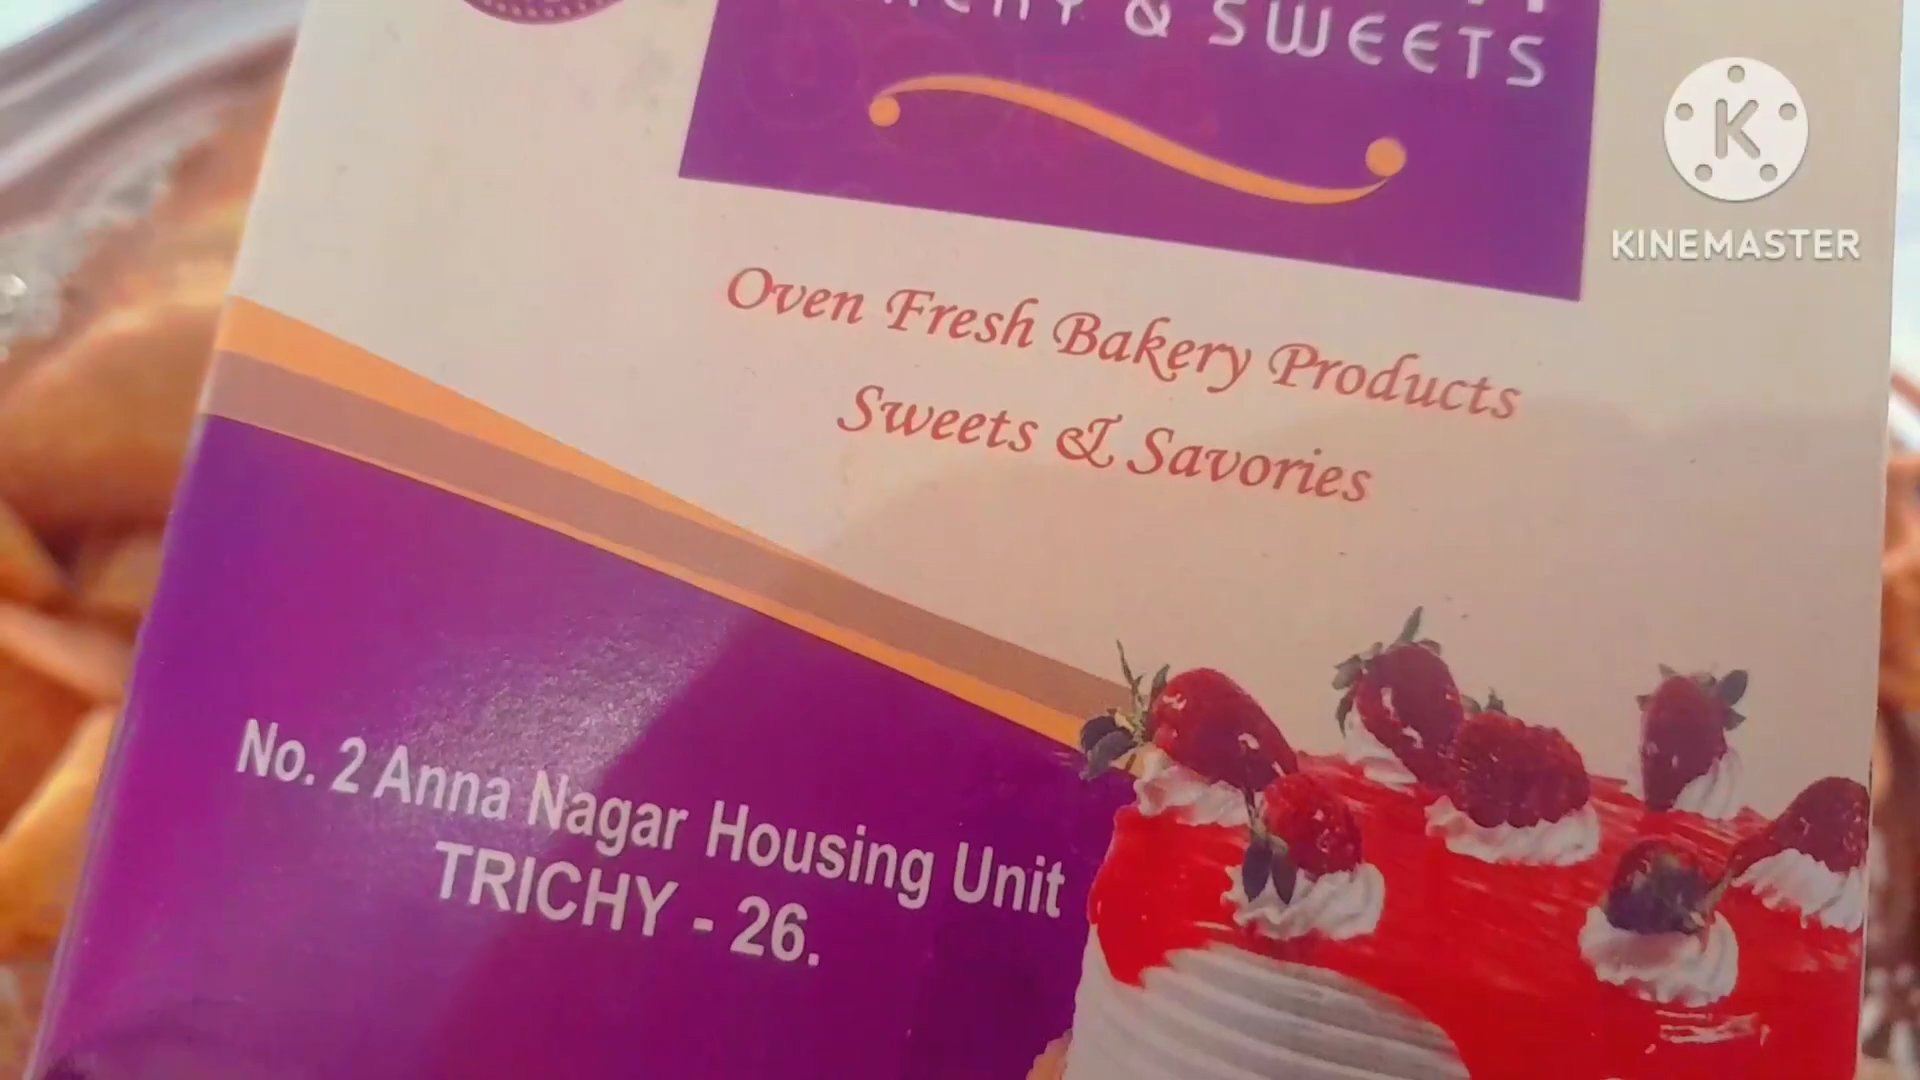 & SWEETS
K
KINEMASTER
Oven Fresh Bakery Products
Sweets & Savories
No. 2 Anna Nagar Housing Unit
TRICHY - 26.